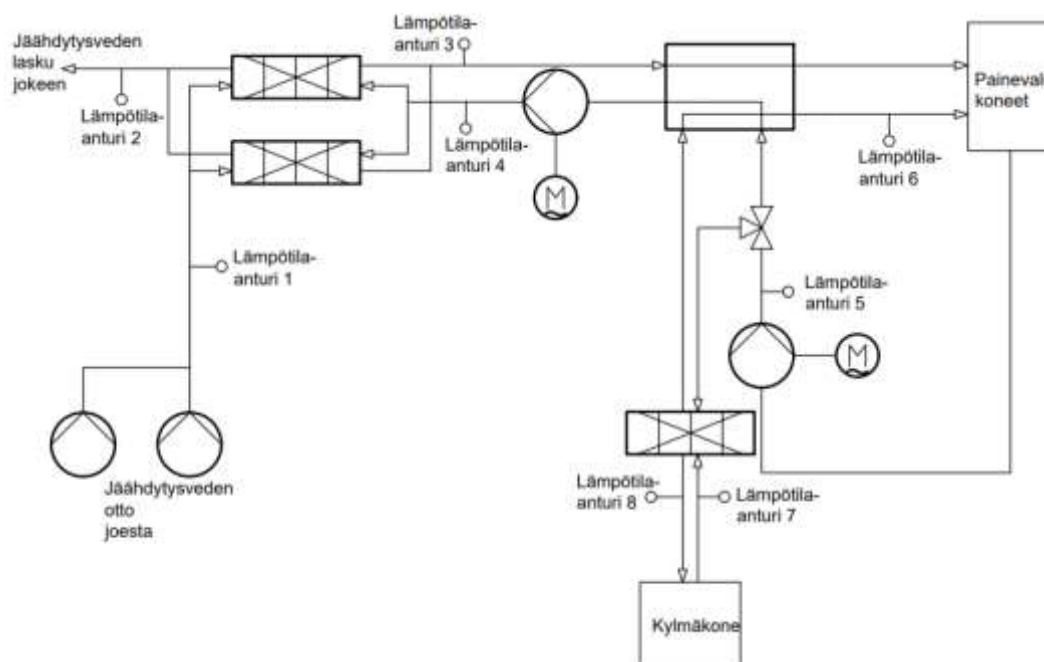 Lämpötila-
anturi 3
Jäähdytysveden
lasku
jokeen
Lämpötila-
anturi 2
Lämpötila-
anturi 4
Paineval
koneet
Lämpötila-
anturi 6
M
Lämpötila-
anturi 1
Lämpötila-
anturi 5
M
Jäähdytysveden
otto
joesta
Lämpötila-
anturi 8
Lämpötila-
anturi 7
Kylmäkone